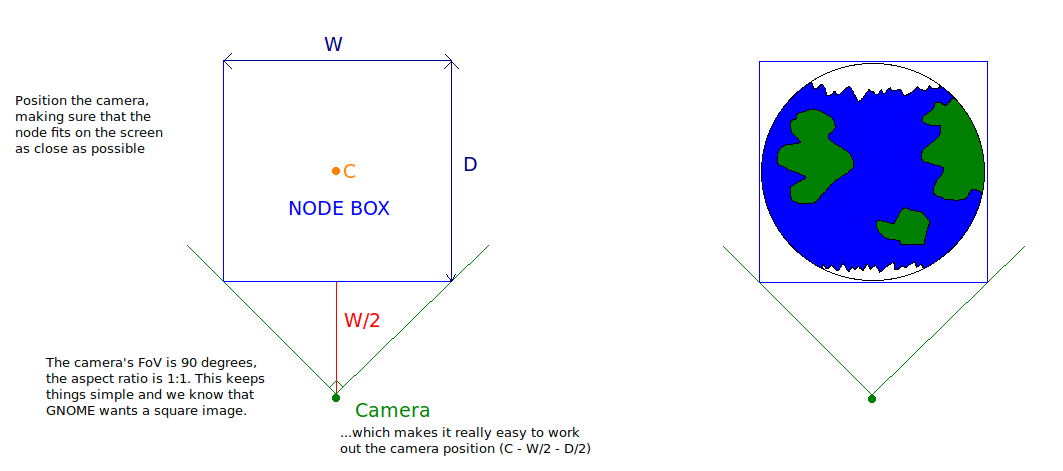 W
Position the camera,
making sure that the
node fits on the screen
as close as possible
D
C
NODE BOX
W/2
The camera's FoV is 90 degrees,
the aspect ratio is 1:1. This keeps
things simple and we know that
GNOME wants a square image.
Camera
...which makes it really easy to work
out the camera position (C - W/2 - D/2)